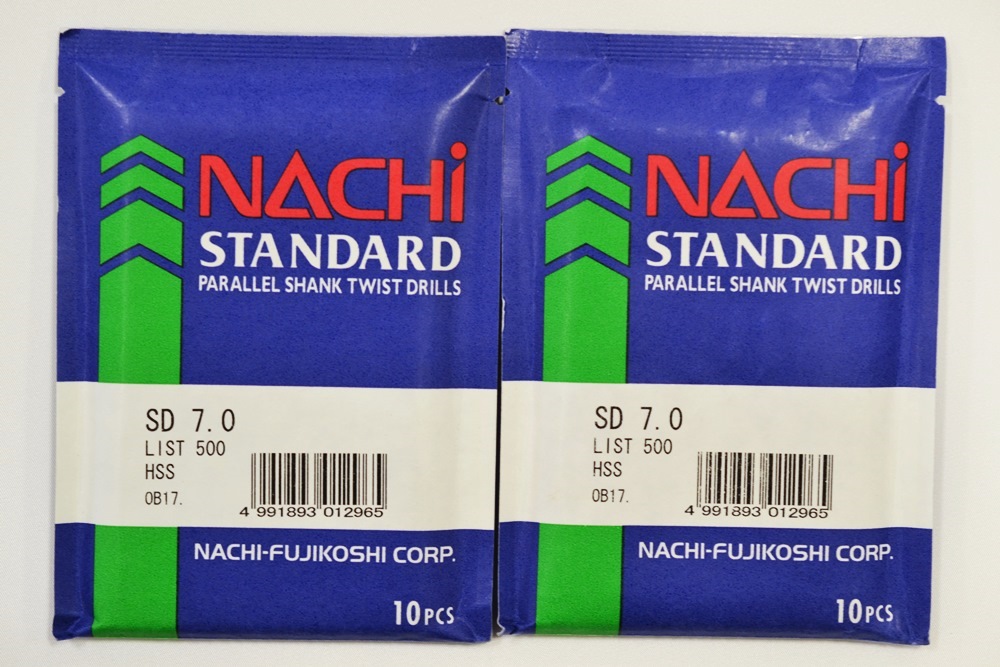 NACHi
STANDARD
PARALLEL SHANK TWIST DRILLS
SD 7.0
LIST 500
HSS
OB17.
4 991893 012965
NACHI-FUJIKOSHI CORP.
10PCS
NACHi
STANDARD
PARALLEL SHANK TWIST DRILLS
SD 7.0
LIST 500
HSS
OB17.
4 991893 012965
NACHI-FUJIKOSHI CORP.
10PCS